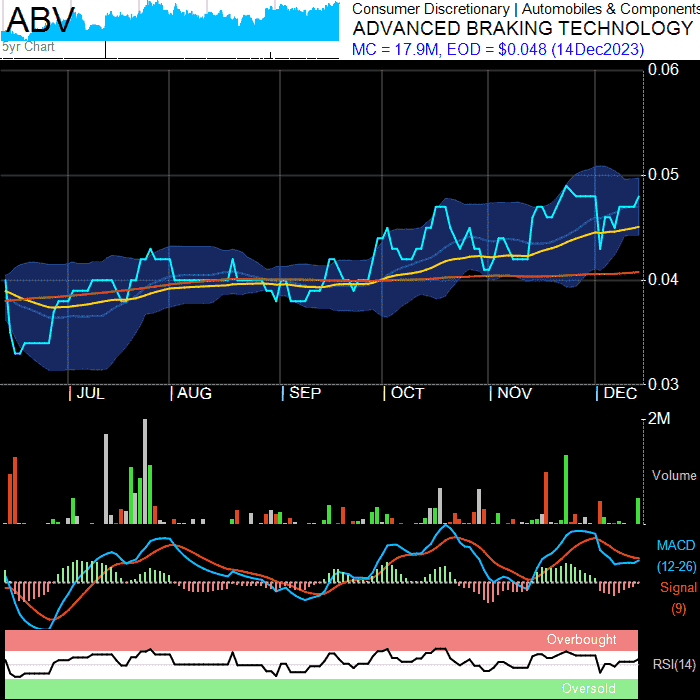 ABV
5yr Chart
Consumer Discretionary | Automobiles & Components
ADVANCED BRAKING TECHNOLOGY
MC = 17.9M, EOD = $0.048 (14Dec2023)
0.06
0.05
0.04
0.03
JUL AUG SEP OCT NOV DEC
2M
Volume
MACD
(12-26)
Signal
(9)
Overbought
RSI(14)
Oversold